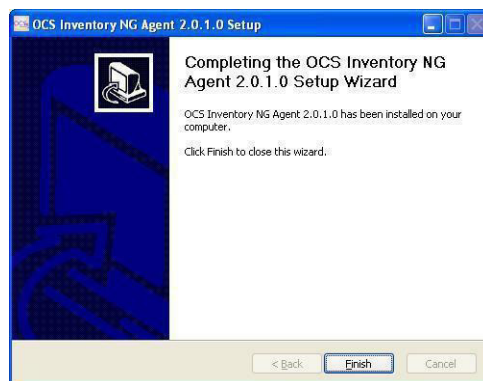 OCS Inventory NG Agent 2.0.1.0 Setup
Completing the OCS Inventory NG
Agent 2.0.1.0 Setup Wizard
OCS Inventory NG Agent 2.0.1.0 has been installed on your
computer.
Click Finish to close this wizard.
< Back
Finish
Cancel